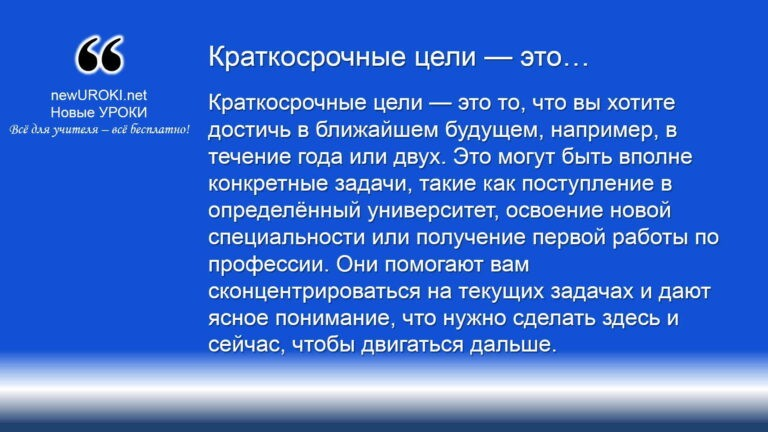 newUROKI.net
Новые УРОКИ
Всё для учителя – всё бесплатно!
Краткосрочные цели — это…
Краткосрочные цели — это то, что вы хотите
достичь в ближайшем будущем, например, в
течение года или двух. Это могут быть вполне
конкретные задачи, такие как поступление в
определённый университет, освоение новой
специальности или получение первой работы по
профессии. Они помогают вам
сконцентрироваться на текущих задачах и дают
ясное понимание, что нужно сделать здесь и
сейчас, чтобы двигаться дальше.